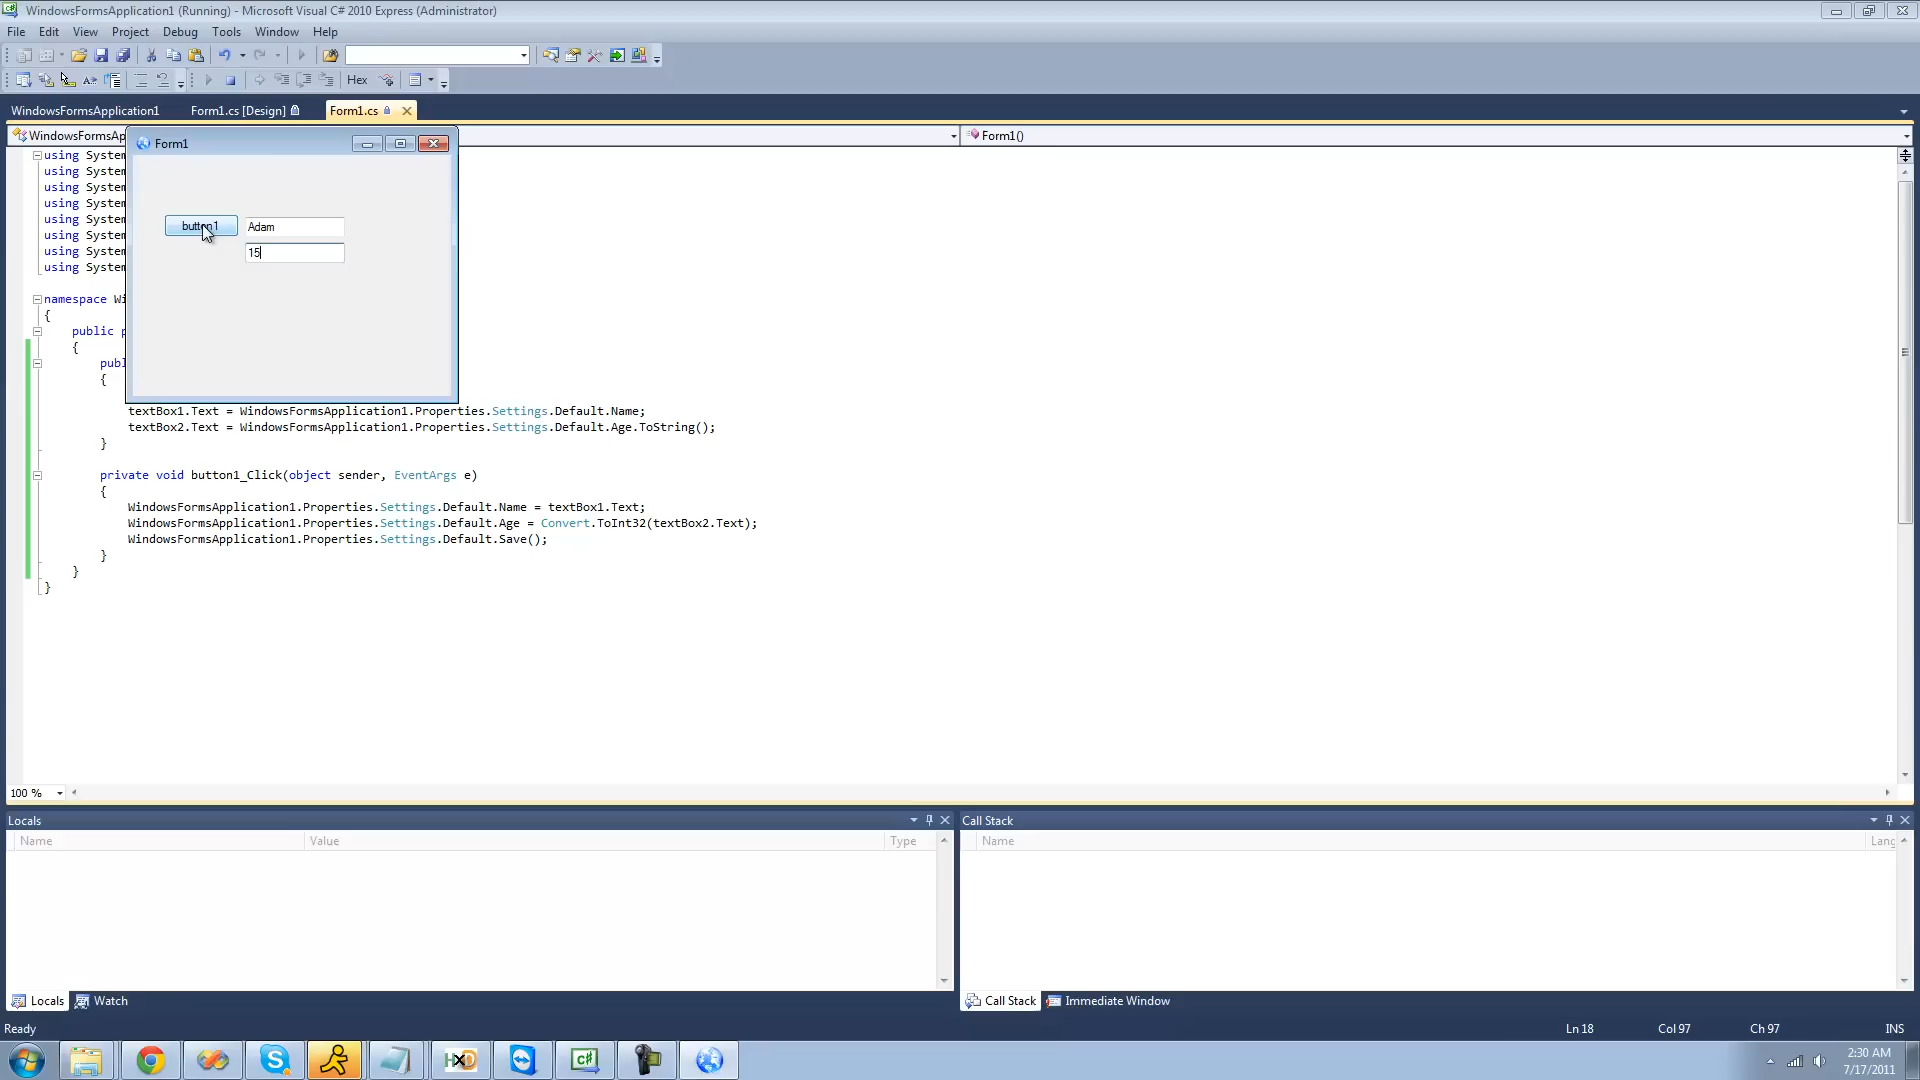 WindowsFormsApplication1 (Running) - Microsoft Visual C# 2010 Express (Administrator)
File Edit View Project Debug Tools Window Help
Hex
WindowsFormsApplication1 Form1.cs [Design] Form1.cs
WindowsFormsAp Form1()
Form1
button1 Adam
15
using System
using System
using System
using System
using System
using System
using System
using System
namespace Wi
{
public p
{
publ
{
textBox1.Text = WindowsFormsApplication1.Properties.Settings.Default.Name;
textBox2.Text = WindowsFormsApplication1.Properties.Settings.Default.Age.ToString();
}
private void button1_Click(object sender, EventArgs e)
{
WindowsFormsApplication1.Properties.Settings.Default.Name = textBox1.Text;
WindowsFormsApplication1.Properties.Settings.Default.Age = Convert.ToInt32(textBox2.Text);
WindowsFormsApplication1.Properties.Settings.Default.Save();
}
}
}
100 %
Locals Call Stack
Name Value Type Name Lang
Locals Watch Call Stack Immediate Window
Ready Ln 18 Col 97 Ch 97 INS
2:30 AM
7/17/2011